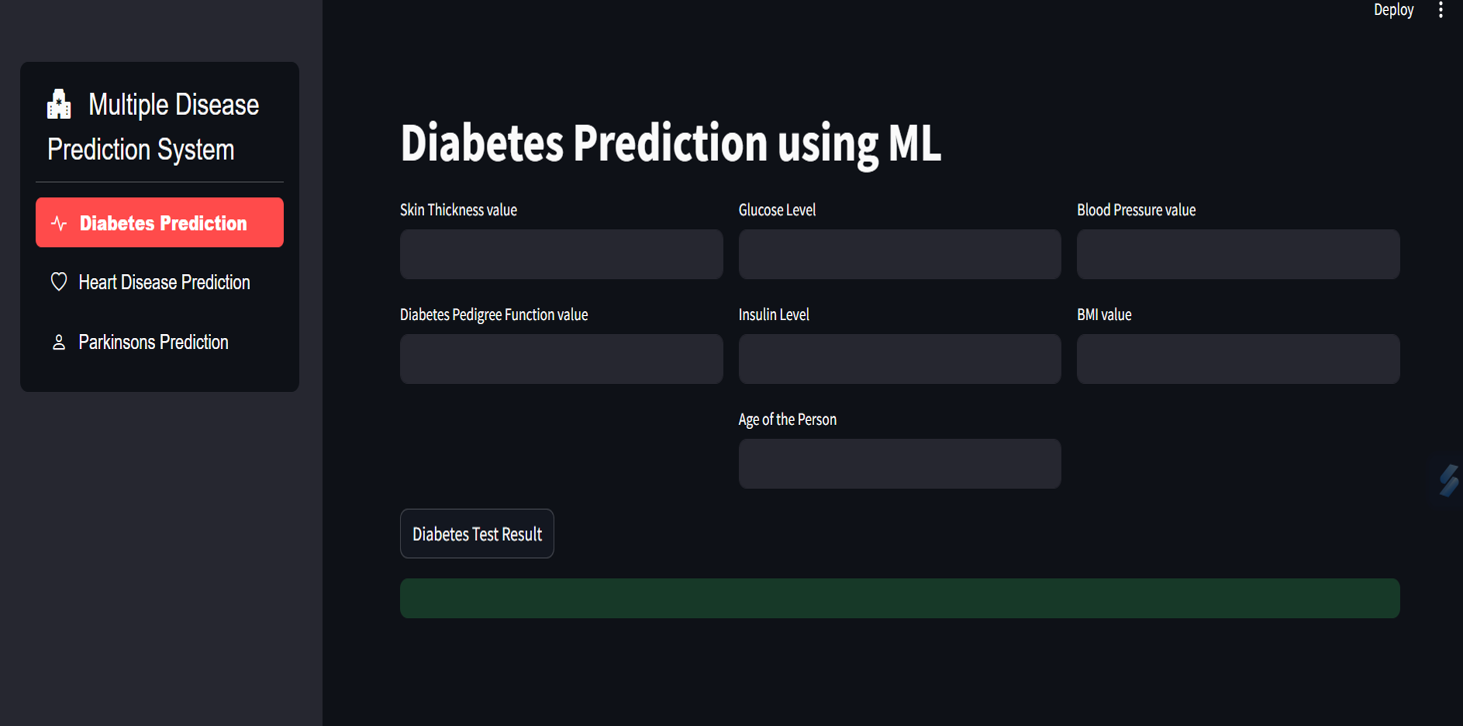 Deploy
Multiple Disease
Prediction System
Diabetes Prediction
Heart Disease Prediction
Parkinsons Prediction
Diabetes Prediction using ML
Skin Thickness value
Glucose Level
Blood Pressure value
Diabetes Pedigree Function value
Insulin Level
BMI value
Age of the Person
Diabetes Test Result